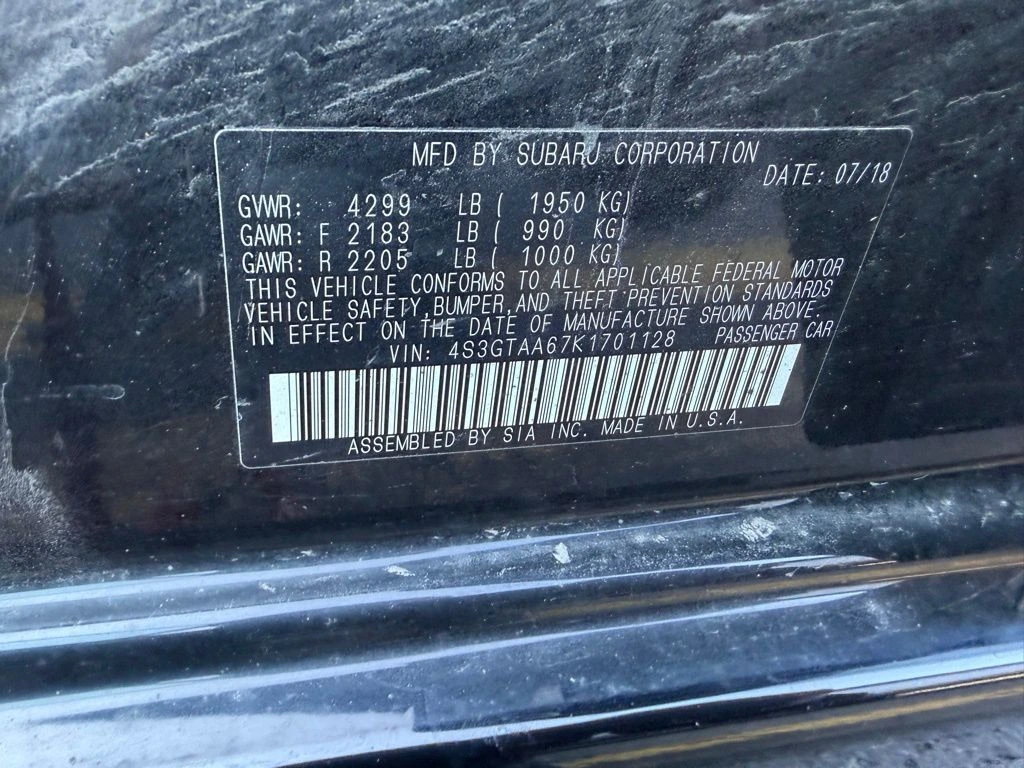 MFD BY SUBARU CORPORATION
DATE: 07/18
GVWR: 4299 LB ( 1950 KG)
GAWR: F 2183 LB ( 990 KG)
GAWR: R 2205 LB ( 1000 KG)
THIS VEHICLE CONFORMS TO ALL APPLICABLE FEDERAL MOTOR
VEHICLE SAFETY, BUMPER, AND THEFT PREVENTION STANDARDS
IN EFFECT ON THE DATE OF MANUFACTURE SHOWN ABOVE.
VIN: 4S3GTAA67K1701128 PASSENGER CAR
ASSEMBLED BY SIA INC. MADE IN U.S.A.